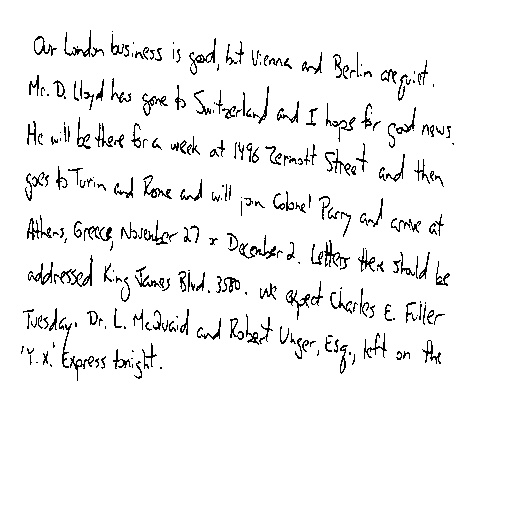 Our London business is good, but Vienna and Berlin are quiet.
Mr. D. Lloyd has gone to Switzerland and I hope for good news.
He will be there for a week at 1496 Zermott Street and then
goes to Turin and Rome and will join Colonel Parry and arrive at
Athens, Greece, November 27 or December 2. Letters there should be
addressed King James Blvd. 3580. We expect Charles E. Fuller
Tuesday. Dr. L. McQuaid and Robert Unger, Esq., left on the
'Y.X.' Express tonight.